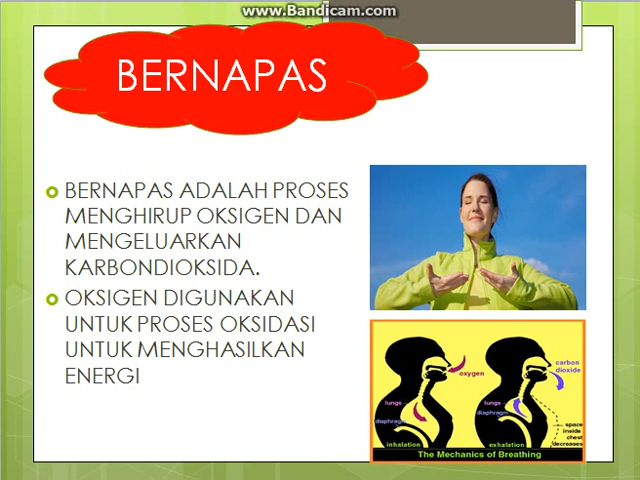 www.Bandicam.com
BERNAPAS
BERNAPAS ADALAH PROSES
MENGHIRUP OKSIGEN DAN
MENGELUARKAN
KARBONDIOKSIDA.
OKSIGEN DIGUNAKAN
UNTUK PROSES OKSIDASI
UNTUK MENGHASILKAN
ENERGI
oxygen
lungs
diaphragm
inhalation
carbon
dioxide
lungs
diaphragm
space
inside
chest
decreases
exhalation
The Mechanics of Breathing